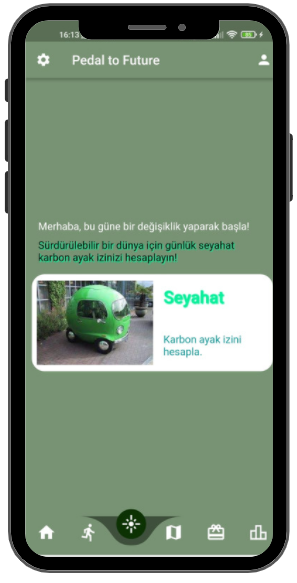 16:13
Pedal to Future
Merhaba, bu güne bir değişiklik yaparak başla!
Sürdürülebilir bir dünya için günlük seyahat
karbon ayak izinizi hesaplayın!
Seyahat
Karbon ayak izini
hesapla.